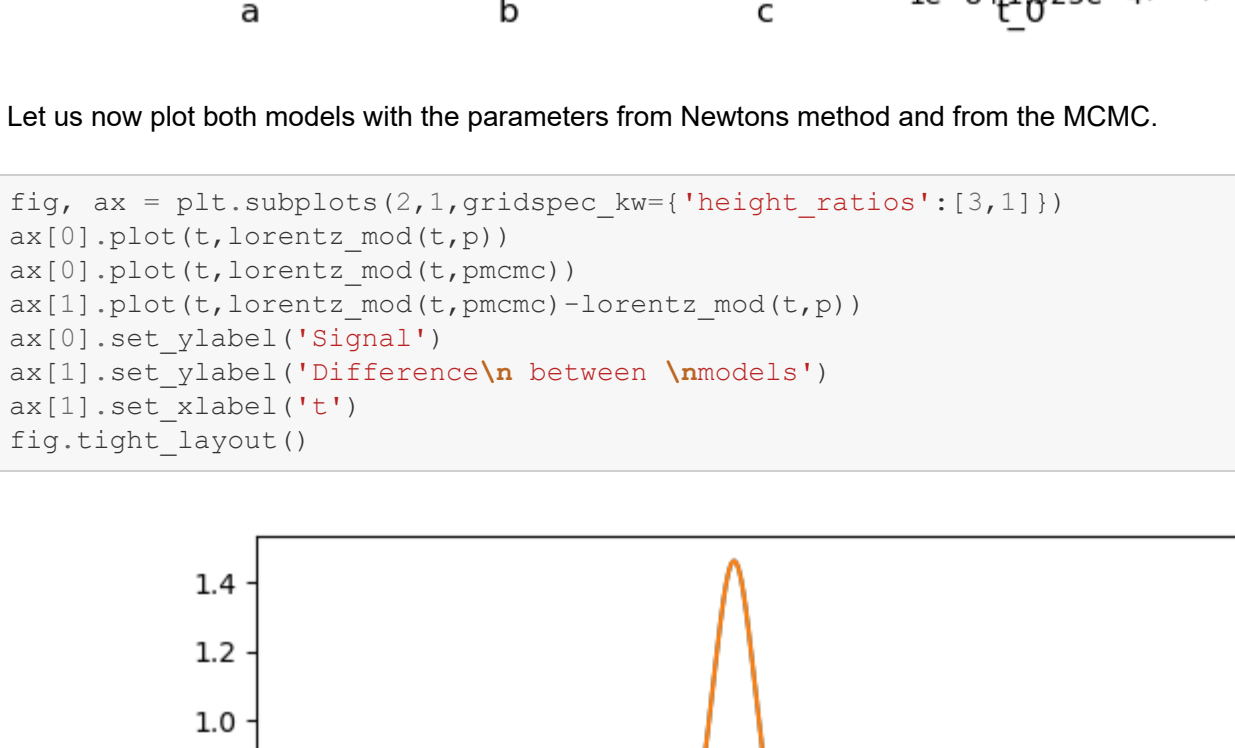 a b c t_0
Let us now plot both models with the parameters from Newtons method and from the MCMC.
fig, ax = plt.subplots(2,1,gridspec_kw={'height_ratios':[3,1]})
ax[0].plot(t,lorentz_mod(t,p))
ax[0].plot(t,lorentz_mod(t,pmcmc))
ax[1].plot(t,lorentz_mod(t,pmcmc)-lorentz_mod(t,p))
ax[0].set_ylabel('Signal')
ax[1].set_ylabel('Difference\n between \nmodels')
ax[1].set_xlabel('t')
fig.tight_layout()
1.4
1.2
1.0